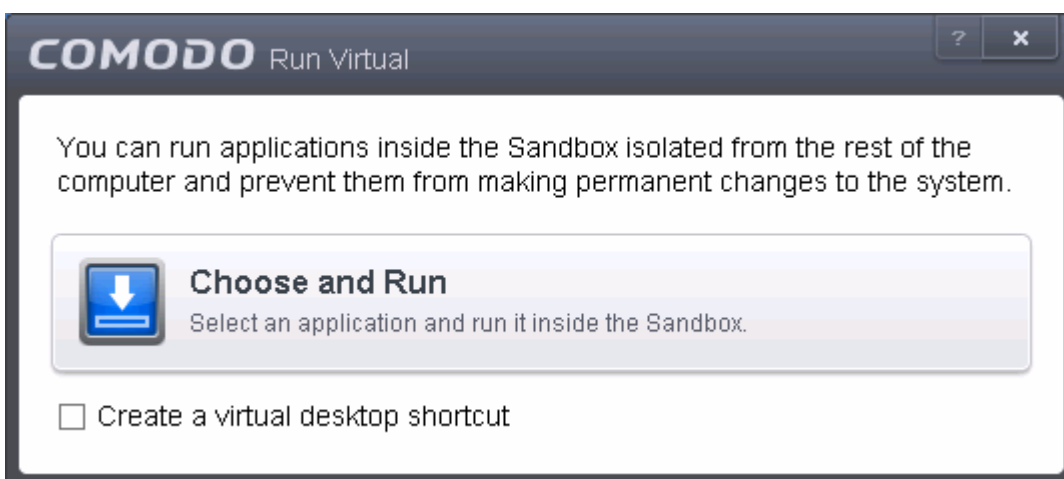 COMODO Run Virtual
?
×
You can run applications inside the Sandbox isolated from the rest of the
computer and prevent them from making permanent changes to the system.
Choose and Run
Select an application and run it inside the Sandbox.
Create a virtual desktop shortcut